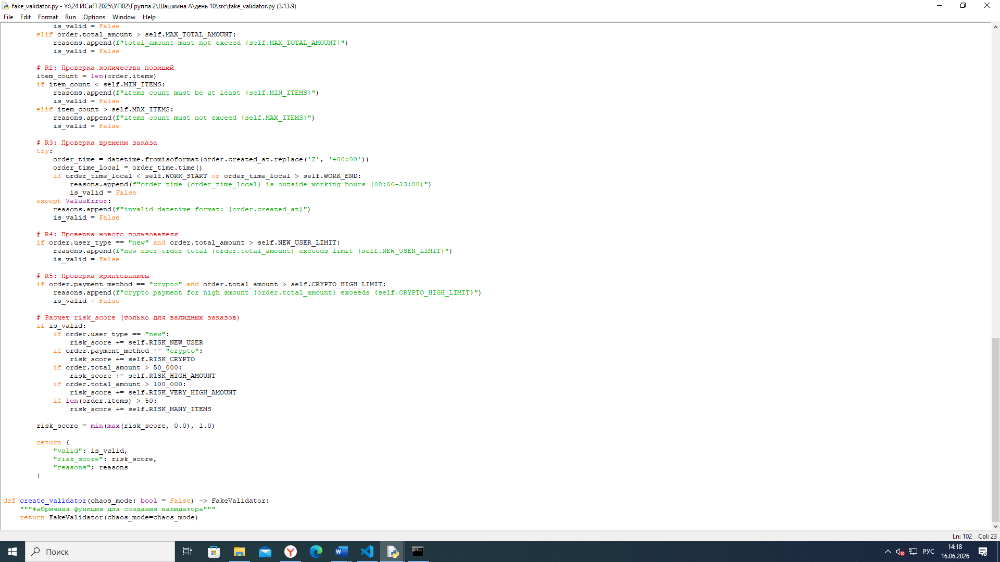 fake_validator.py - Y:\24 ИСиП 2025\УП02\Группа 2\Шашкина А\день 10\src\fake_validator.py (3.13.9)
File Edit Format Run Options Window Help
            is_valid = False
        elif order.total_amount > self.MAX_TOTAL_AMOUNT:
            reasons.append(f"total_amount must not exceed {self.MAX_TOTAL_AMOUNT}")
            is_valid = False

        # R2: Проверка количества позиций
        item_count = len(order.items)
        if item_count < self.MIN_ITEMS:
            reasons.append(f"items count must be at least {self.MIN_ITEMS}")
            is_valid = False
        elif item_count > self.MAX_ITEMS:
            reasons.append(f"items count must not exceed {self.MAX_ITEMS}")
            is_valid = False

        # R3: Проверка времени заказа
        try:
            order_time = datetime.fromisoformat(order.created_at.replace('Z', '+00:00'))
            order_time_local = order_time.time()
            if order_time_local < self.WORK_START or order_time_local > self.WORK_END:
                reasons.append(f"order time {order_time_local} is outside working hours (08:00-23:00)")
                is_valid = False
        except ValueError:
            reasons.append(f"invalid datetime format: {order.created_at}")
            is_valid = False

        # R4: Проверка нового пользователя
        if order.user_type == "new" and order.total_amount > self.NEW_USER_LIMIT:
            reasons.append(f"new user order total {order.total_amount} exceeds limit {self.NEW_USER_LIMIT}")
            is_valid = False

        # R5: Проверка криптовалюты
        if order.payment_method == "crypto" and order.total_amount > self.CRYPTO_HIGH_LIMIT:
            reasons.append(f"crypto payment for high amount {order.total_amount} exceeds {self.CRYPTO_HIGH_LIMIT}")
            is_valid = False

        # Расчет risk_score (только для валидных заказов)
        if is_valid:
            if order.user_type == "new":
                risk_score += self.RISK_NEW_USER
            if order.payment_method == "crypto":
                risk_score += self.RISK_CRYPTO
            if order.total_amount > 50_000:
                risk_score += self.RISK_HIGH_AMOUNT
            if order.total_amount > 100_000:
                risk_score += self.RISK_VERY_HIGH_AMOUNT
            if len(order.items) > 50:
                risk_score += self.RISK_MANY_ITEMS

        risk_score = min(max(risk_score, 0.0), 1.0)

        return {
            "valid": is_valid,
            "risk_score": risk_score,
            "reasons": reasons
        }


def create_validator(chaos_mode: bool = False) -> FakeValidator:
    """Фабричная функция для создания валидатора"""
    return FakeValidator(chaos_mode=chaos_mode)
Ln: 102 Col: 23
Поиск
РУС
14:18
16.06.2026